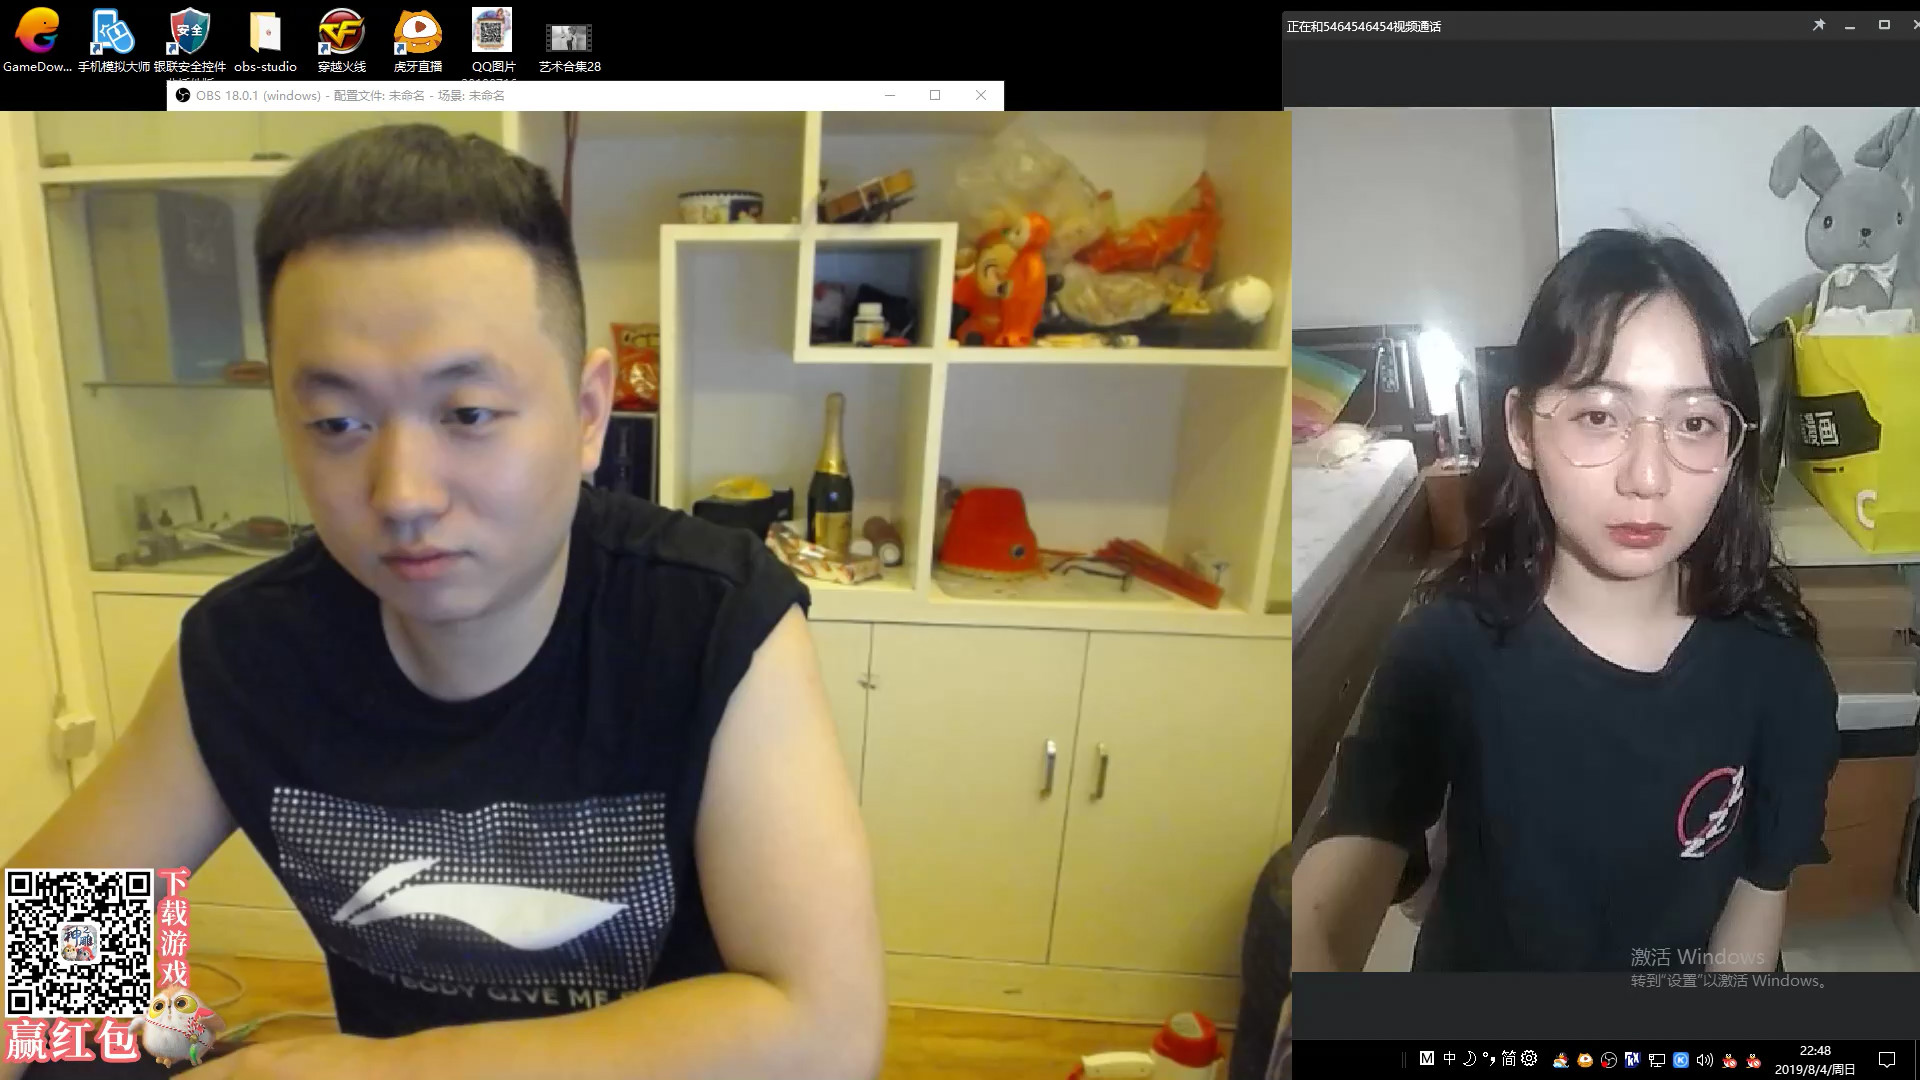 GameDow...
手机模拟大师
银联安全控件
obs-studio
穿越火线
虎牙直播
QQ图片
艺术合集28
安全
CF
OBS 18.0.1 (windows) - 配置文件: 未命名 - 场景: 未命名
正在和5464546454视频通话
BODY GIVE ME
下载游戏
赢红包
激活 Windows
转到“设置”以激活 Windows。
M 中 简
22:48
2019/8/4/周日